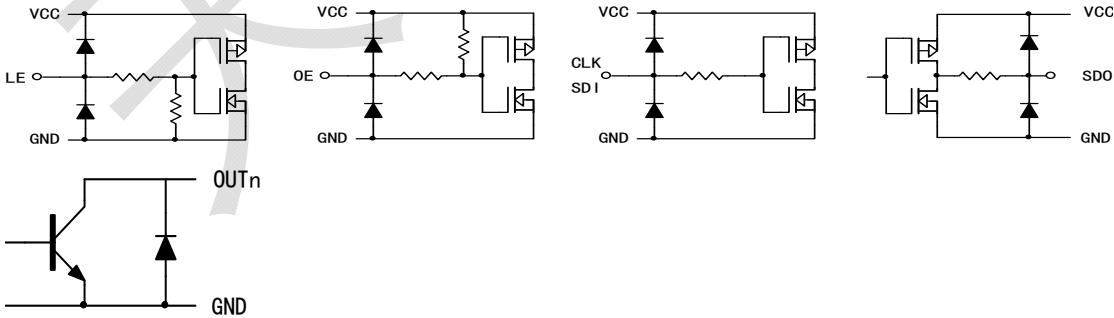 VCC
LE
GND
VCC
OE
GND
VCC
CLK
SDI
GND
VCC
SDO
GND
OUTn
GND